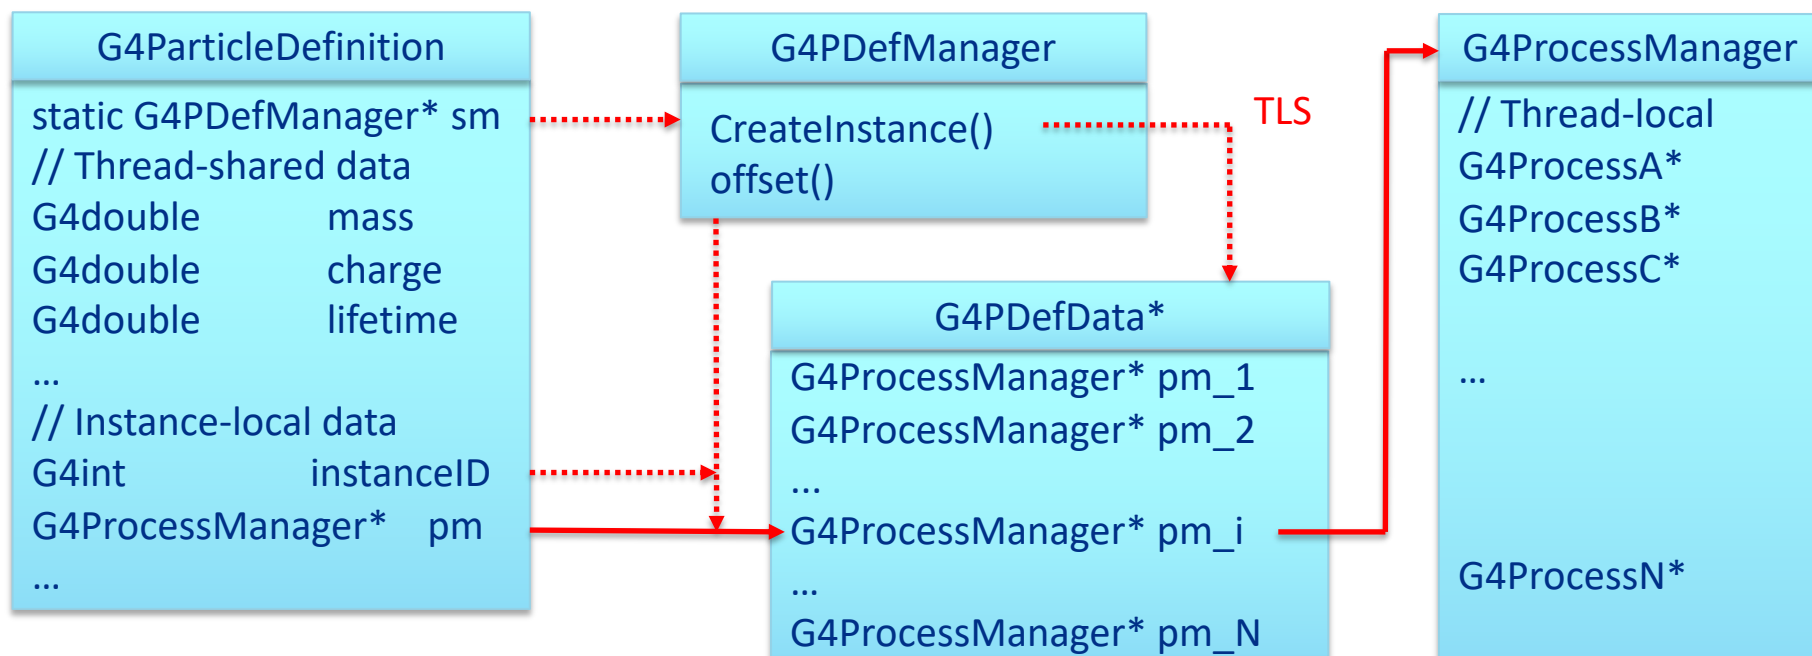 G4ParticleDefinition
static G4PDefManager* sm
// Thread-shared data
G4double mass
G4double charge
G4double lifetime
...
// Instance-local data
G4int instanceID
G4ProcessManager* pm
...
G4PDefManager
CreateInstance()
offset()
TLS
G4PDefData*
G4ProcessManager* pm_1
G4ProcessManager* pm_2
...
G4ProcessManager* pm_i
...
G4ProcessManager* pm_N
G4ProcessManager
// Thread-local
G4ProcessA*
G4ProcessB*
G4ProcessC*
...
G4ProcessN*